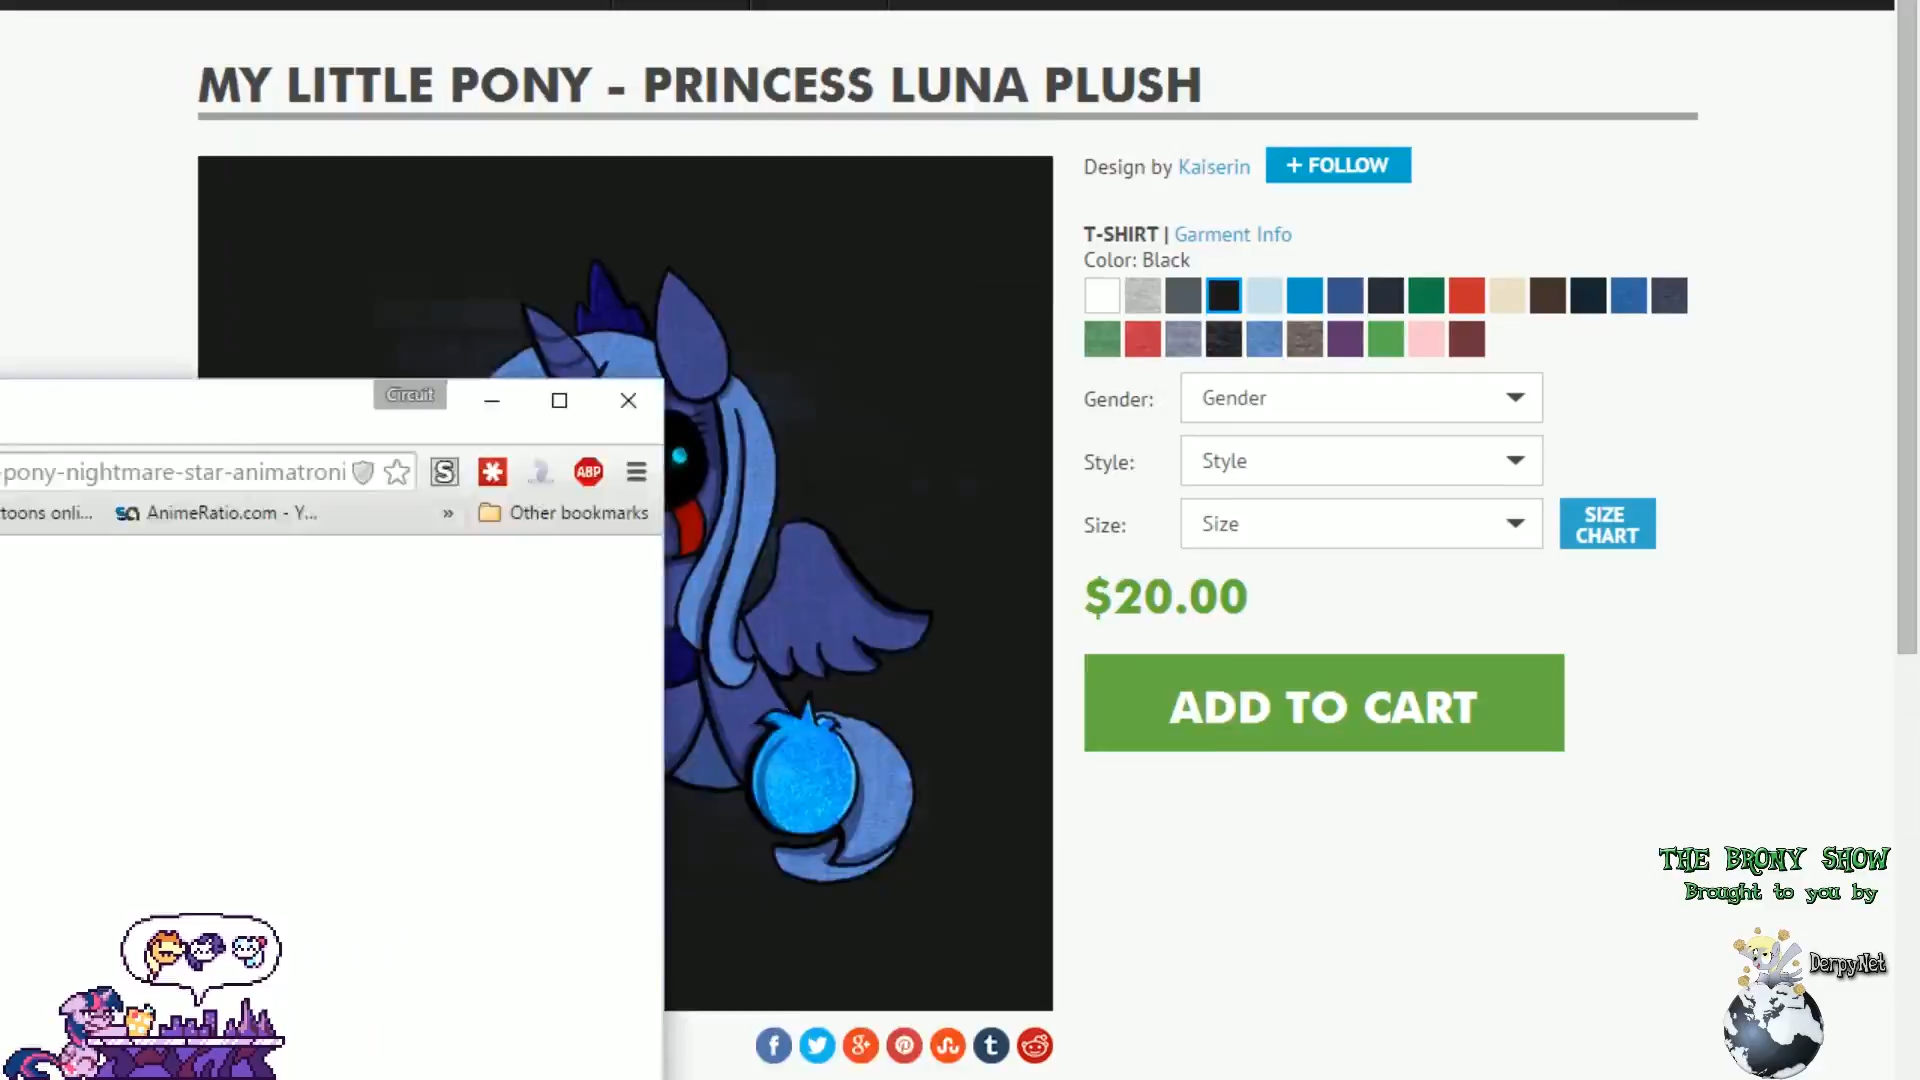 MY LITTLE PONY - PRINCESS LUNA PLUSH
Design by Kaiserin
+ FOLLOW
T-SHIRT | Garment Info
Color: Black
Gender: Gender
Style: Style
Size: Size
SIZE CHART
$20.00
ADD TO CART
Circuit
-pony-nightmare-star-animatroni
S
ABP
toons onli...
sa AnimeRatio.com - Y...
» Other bookmarks
THE BRONY SHOW
Brought to you by
DerpyNet
f
g+
t